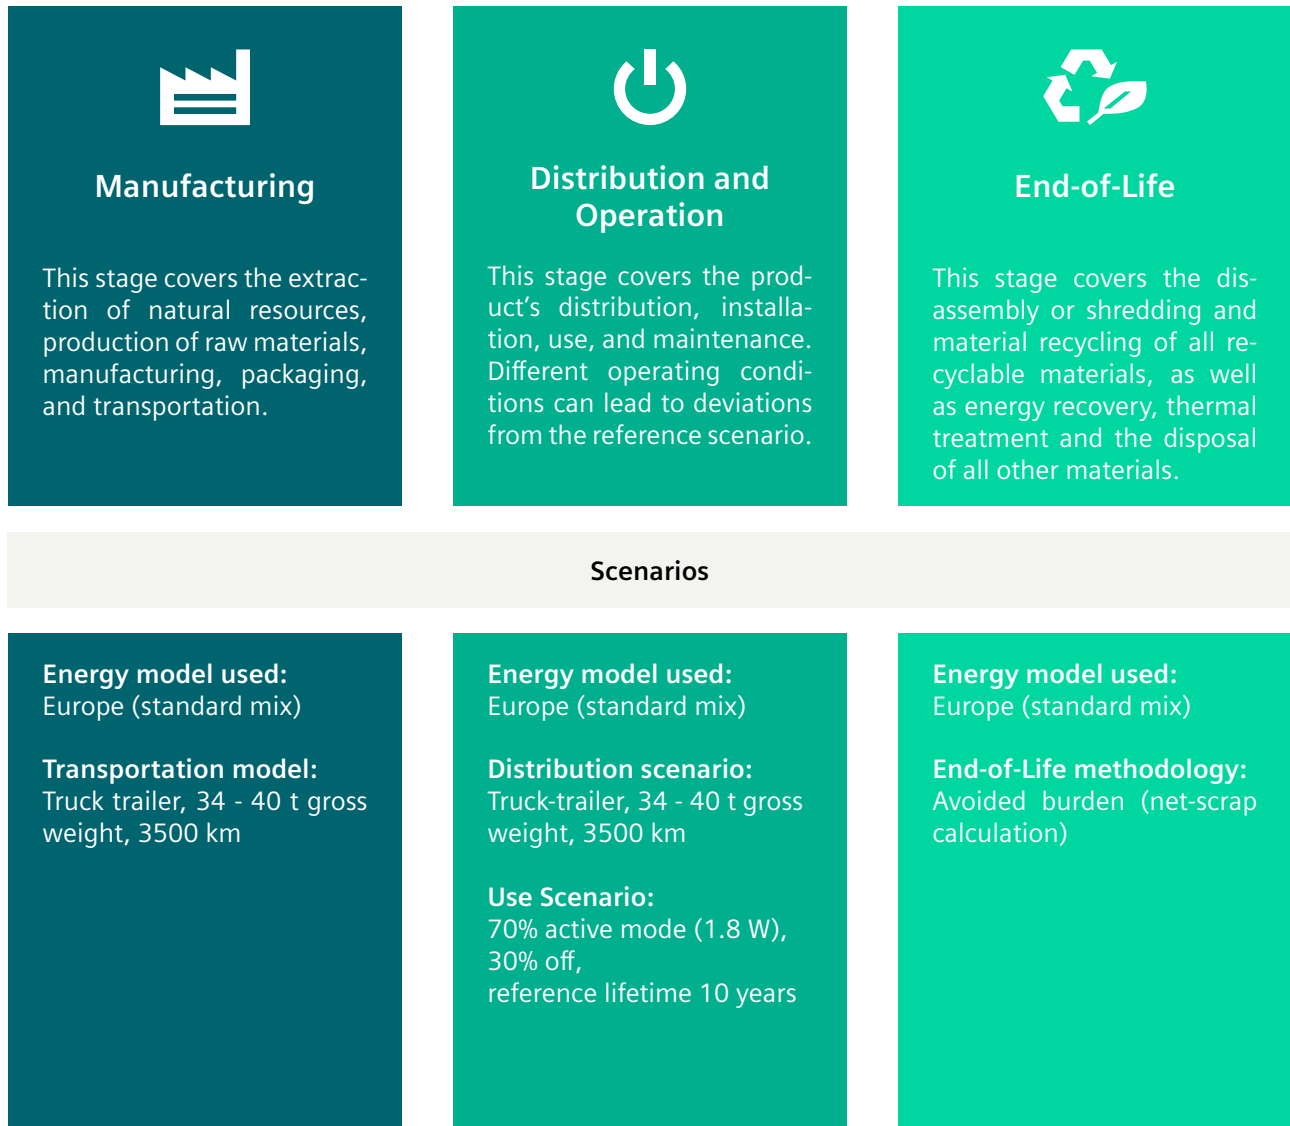 Manufacturing
This stage covers the extrac-
tion of natural resources,
production of raw materials,
manufacturing, packaging,
and transportation.
Distribution and
Operation
This stage covers the prod-
uct's distribution, installa-
tion, use, and maintenance.
Different operating condi-
tions can lead to deviations
from the reference scenario.
End-of-Life
This stage covers the dis-
assembly or shredding and
material recycling of all re-
cyclable materials, as well
as energy recovery, thermal
treatment and the disposal
of all other materials.
Scenarios
Energy model used:
Europe (standard mix)
Transportation model:
Truck trailer, 34 - 40 t gross
weight, 3500 km
Energy model used:
Europe (standard mix)
Distribution scenario:
Truck-trailer, 34 - 40 t gross
weight, 3500 km
Use Scenario:
70% active mode (1.8 W),
30% off,
reference lifetime 10 years
Energy model used:
Europe (standard mix)
End-of-Life methodology:
Avoided burden (net-scrap
calculation)